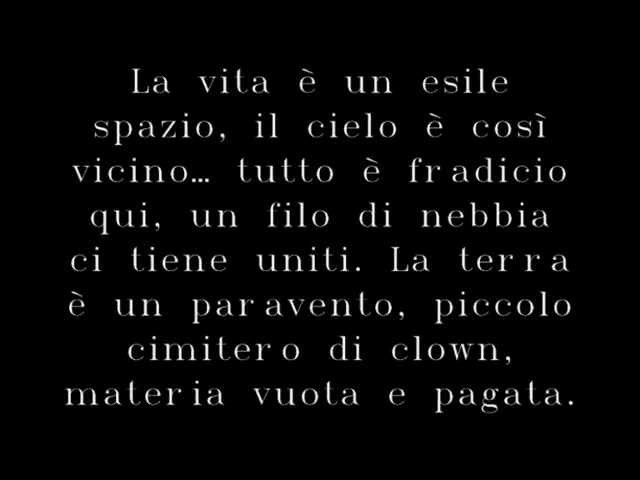 La vita è un esile
spazio, il cielo è così
vicino… tutto è fradicio
qui, un filo di nebbia
ci tiene uniti. La terra
è un paravento, piccolo
cimitero di clown,
materia vuota e pagata.